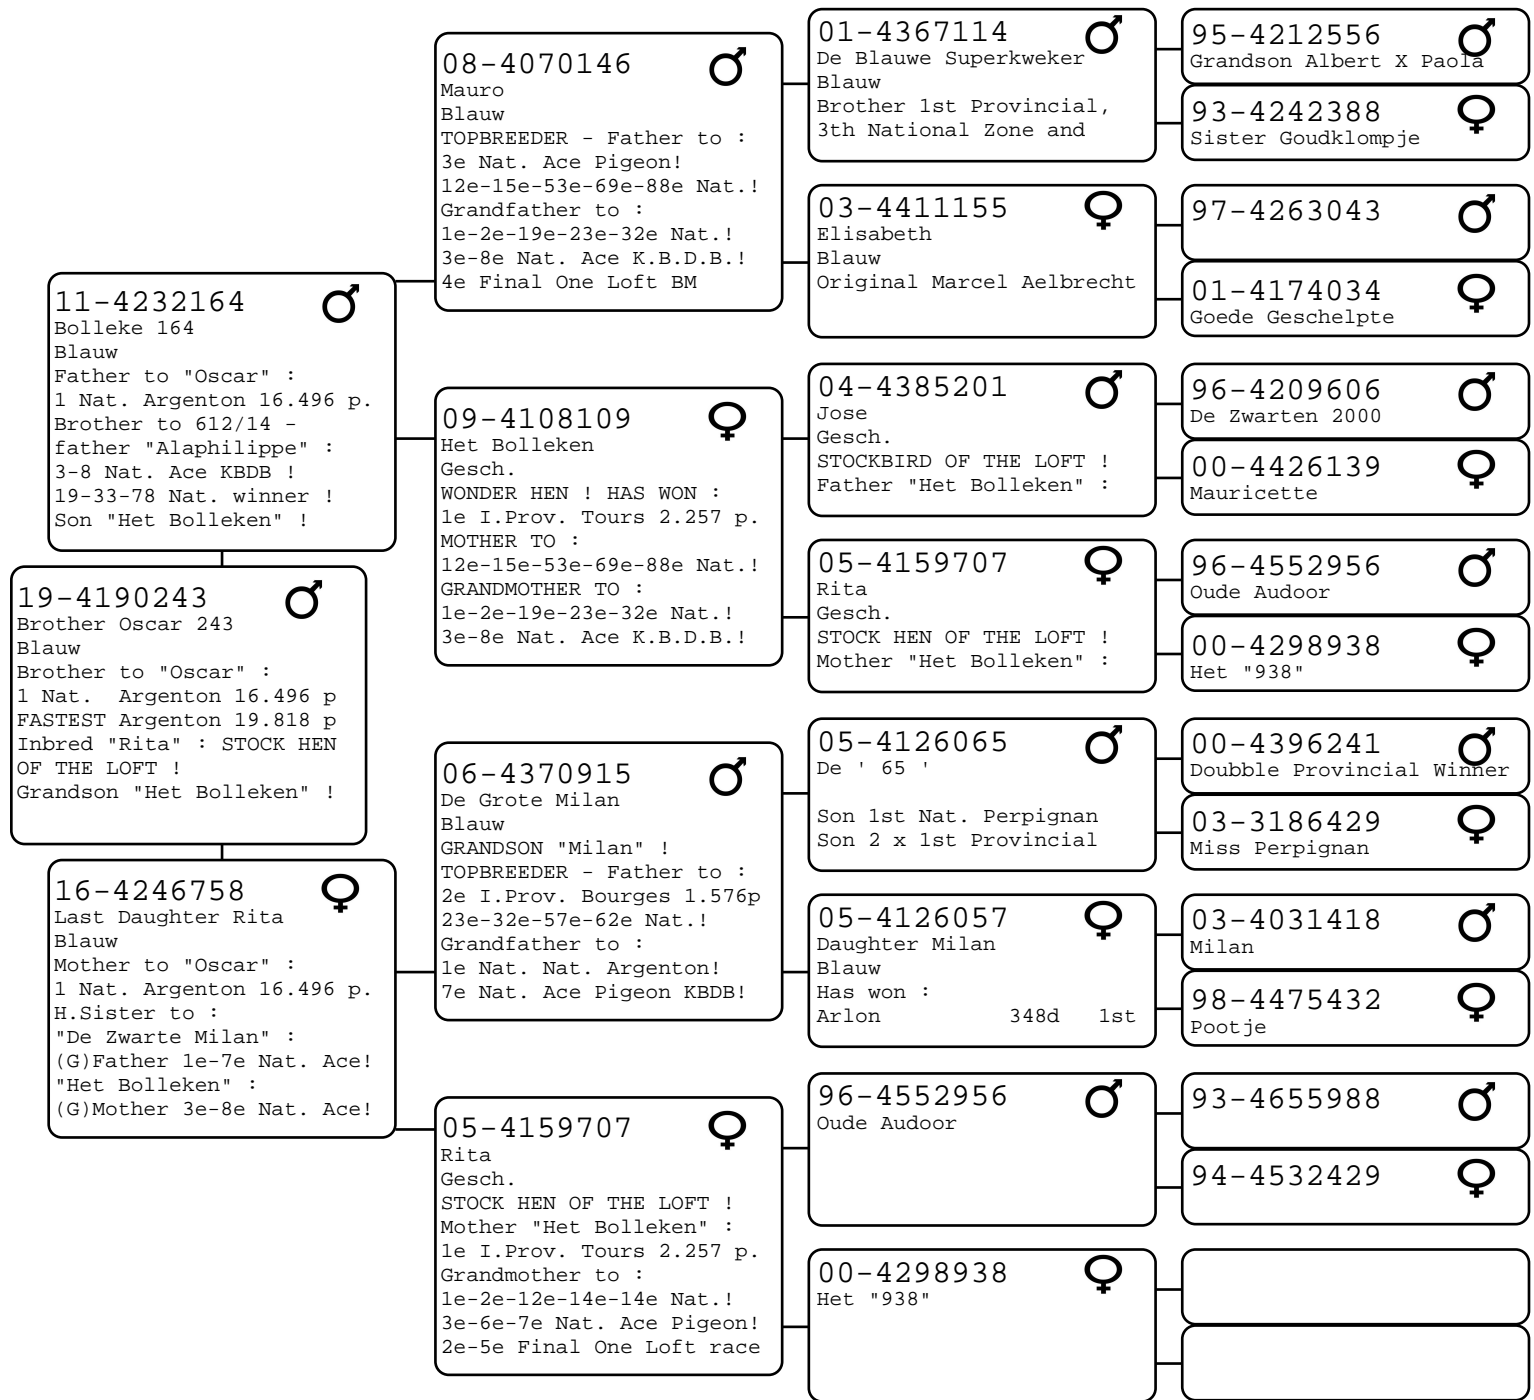 19-4190243
Brother Oscar 243
Blauw
Brother to "Oscar" :
1 Nat.  Argenton 16.496 p
FASTEST Argenton 19.818 p
Inbred "Rita" : STOCK HEN
OF THE LOFT !
Grandson "Het Bolleken" !
11-4232164
Bolleke 164
Blauw
Father to "Oscar" :
1 Nat. Argenton 16.496 p.
Brother to 612/14 -
father "Alaphilippe" :
3-8 Nat. Ace KBDB !
19-33-78 Nat. winner !
Son "Het Bolleken" !
16-4246758
Last Daughter Rita
Blauw
Mother to "Oscar" :
1 Nat. Argenton 16.496 p.
H.Sister to :
"De Zwarte Milan" :
(G)Father 1e-7e Nat. Ace!
"Het Bolleken" :
(G)Mother 3e-8e Nat. Ace!
08-4070146
Mauro
Blauw
TOPBREEDER - Father to :
3e Nat. Ace Pigeon!
12e-15e-53e-69e-88e Nat.!
Grandfather to :
1e-2e-19e-23e-32e Nat.!
3e-8e Nat. Ace K.B.D.B.!
4e Final One Loft BM
09-4108109
Het Bolleken
Gesch.
WONDER HEN ! HAS WON :
1e I.Prov. Tours 2.257 p.
MOTHER TO :
12e-15e-53e-69e-88e Nat.!
GRANDMOTHER TO :
1e-2e-19e-23e-32e Nat.!
3e-8e Nat. Ace K.B.D.B.!
06-4370915
De Grote Milan
Blauw
GRANDSON "Milan" !
TOPBREEDER - Father to :
2e I.Prov. Bourges 1.576p
23e-32e-57e-62e Nat.!
Grandfather to :
1e Nat. Nat. Argenton!
7e Nat. Ace Pigeon KBDB!
05-4159707
Rita
Gesch.
STOCK HEN OF THE LOFT !
Mother "Het Bolleken" :
1e I.Prov. Tours 2.257 p.
Grandmother to :
1e-2e-12e-14e-14e Nat.!
3e-6e-7e Nat. Ace Pigeon!
2e-5e Final One Loft race
01-4367114
De Blauwe Superkweker
Blauw
Brother 1st Provincial,
3th National Zone and
03-4411155
Elisabeth
Blauw
Original Marcel Aelbrecht
04-4385201
Jose
Gesch.
STOCKBIRD OF THE LOFT !
Father "Het Bolleken" :
05-4159707
Rita
Gesch.
STOCK HEN OF THE LOFT !
Mother "Het Bolleken" :
05-4126065
De ' 65 '
Son 1st Nat. Perpignan
Son 2 x 1st Provincial
05-4126057
Daughter Milan
Blauw
Has won :
Arlon          348d   1st
96-4552956
Oude Audoor
00-4298938
Het "938"
95-4212556
Grandson Albert X Paola
93-4242388
Sister Goudklompje
97-4263043
01-4174034
Goede Geschelpte
96-4209606
De Zwarten 2000
00-4426139
Mauricette
96-4552956
Oude Audoor
00-4298938
Het "938"
00-4396241
Doubble Provincial Winner
03-3186429
Miss Perpignan
03-4031418
Milan
98-4475432
Pootje
93-4655988
94-4532429